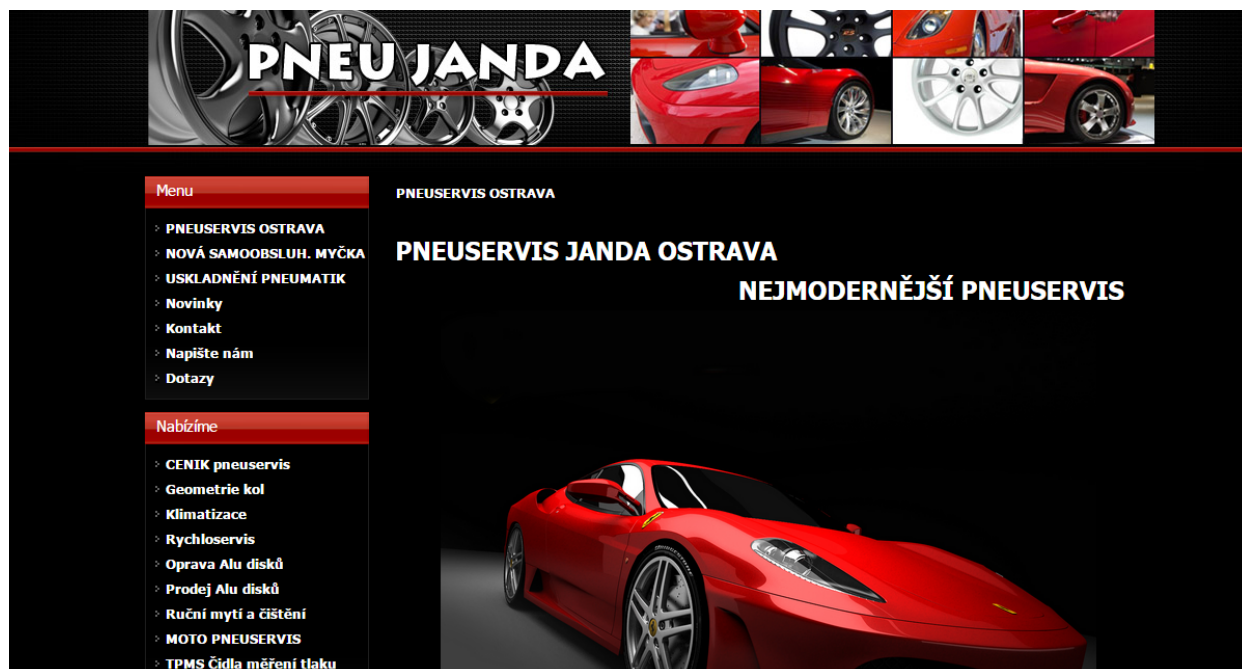 PNEU JANDA
Menu
PNEUSERVIS OSTRAVA
NOVÁ SAMOOBSLUH. MYČKA
USKLADNĚNÍ PNEUMATIK
Novinky
Kontakt
Napište nám
Dotazy
Nabízíme
CENIK pneuservis
Geometrie kol
Klimatizace
Rychloservis
Oprava Alu disků
Prodej Alu disků
Ruční mytí a čištění
MOTO PNEUSERVIS
TPMS Čidla měření tlaku
PNEUSERVIS OSTRAVA
PNEUSERVIS JANDA OSTRAVA
NEJMODERNĚJŠÍ PNEUSERVIS